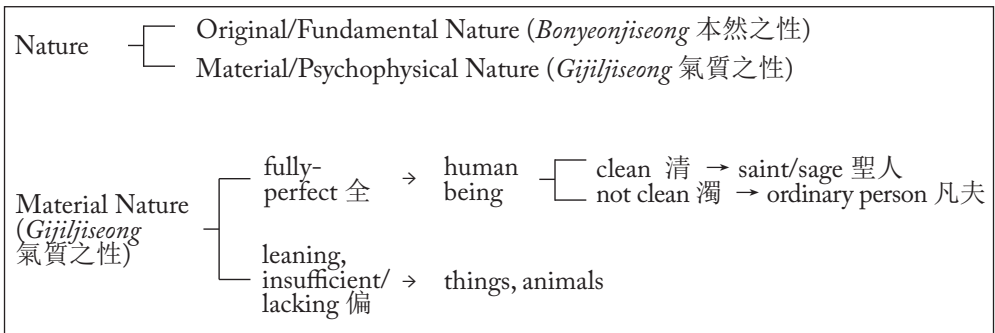 Nature
Original/Fundamental Nature (Bonyeonjiseong 本然之性)
Material/Psychophysical Nature (Gijiljiseong 氣質之性)
Material Nature
(Gijiljiseong
氣質之性)
fully-
perfect 全
→
human
being
clean 清 → saint/sage 聖人
not clean 濁 → ordinary person 凡夫
leaning,
insufficient/
lacking 偏
→
things, animals